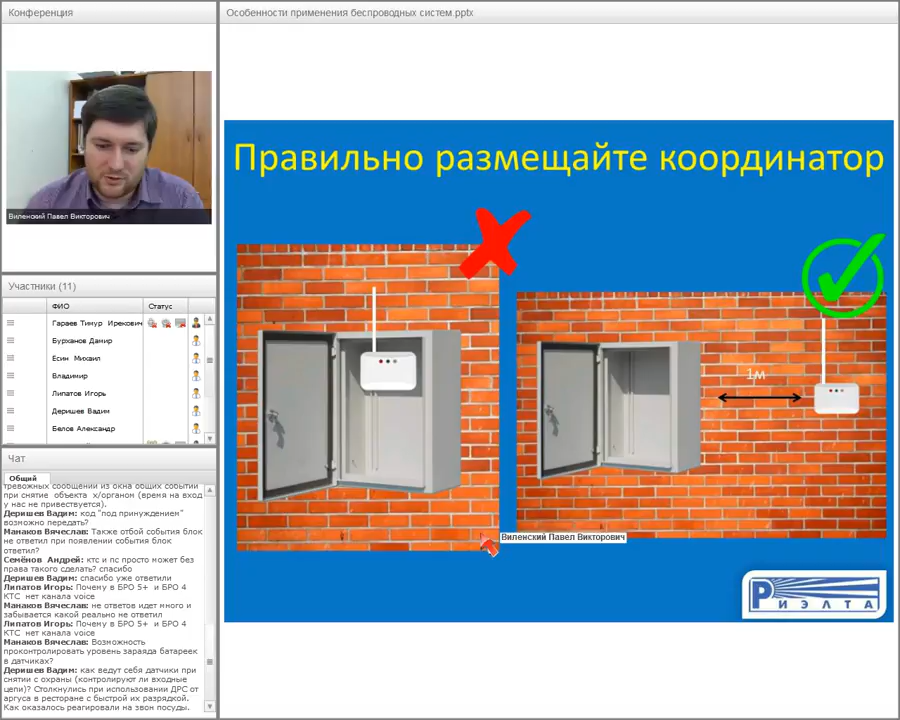 Конференция
Виленский Павел Викторович
Участники (11)
ФИО Статус
Гараев Тимур Ирекович
Бурханов Дамир
Есин Михаил
Владимир
Липатов Игорь
Деришев Вадим
Белов Александр
Чат
Общий
тревожных сообщений из окна общих событий
при снятие объекта х/органом (время на вход
у нас не привествуется).
Деришев Вадим: код "под принуждением"
возможно передать?
Манаков Вячеслав: Также отбой события блок
не ответил при появлении события блок
ответил?
Семёнов Андрей: ктс и пс просто может без
права такого сделать? спасибо
Деришев Вадим: спасибо уже ответили
Липатов Игорь: Почему в БРО 5+ и БРО 4
КТС нет канала voice
Манаков Вячеслав: не ответов идет много и
забывается какой реально не ответил
Липатов Игорь: Почему в БРО 5+ и БРО 4
КТС нет канала voice
Манаков Вячеслав: Возможность
проконтролировать уровень зараяда батареек
в датчиках?
Деришев Вадим: как ведут себя датчики при
снятии с охраны (контролируют ли входные
цепи)? Столкнулись при использовании ДРС от
аргуса в ресторане с быстрой их разрядкой.
Как оказалось реагировали на звон посуды.
Особенности применения беспроводных систем.pptx
Правильно размещайте координатор
1м
Виленский Павел Викторович
РИЭЛТА